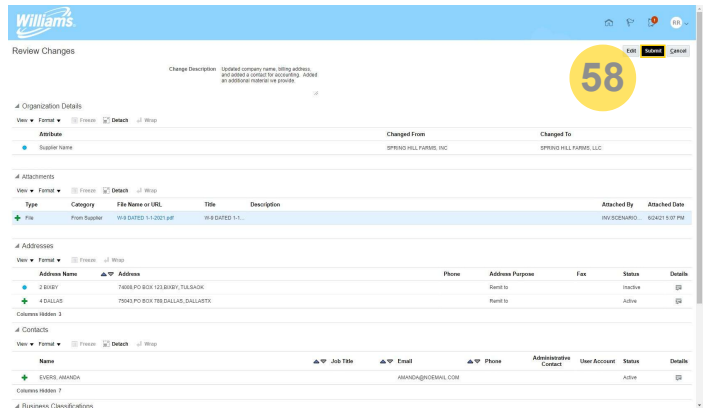 Williams.
RR
Review Changes
Edit Submit Cancel
Change Description Updated company name, billing address,
and added a contact for accounting. Added
an additional material we provide.
58
Organization Details
View Format Freeze Detach Wrap
Attribute Changed From Changed To
Supplier Name SPRING HILL FARMS, INC SPRING HILL FARMS, LLC
Attachments
View Format Freeze Detach Wrap
Type Category File Name or URL Title Description Attached By Attached Date
File From Supplier W-9 DATED 1-1-2021.pdf W-9 DATED 1-1... INV.SCENARIO... 8/24/21 5:07 PM
Addresses
View Format Freeze Wrap
Address Name Address Phone Address Purpose Fax Status Details
2 BIXBY 74008,PO BOX 123,BIXBY,TULSAOK Remit to Inactive
4 DALLAS 75043,PO BOX 789,DALLAS,DALLASTX Remit to Active
Columns Hidden 3
Contacts
View Format Freeze Detach Wrap
Name Job Title Email Phone Administrative Contact User Account Status Details
EVERS, AMANDA AMANDA@NOEMAIL.COM Active
Columns Hidden 7
Business Classifications